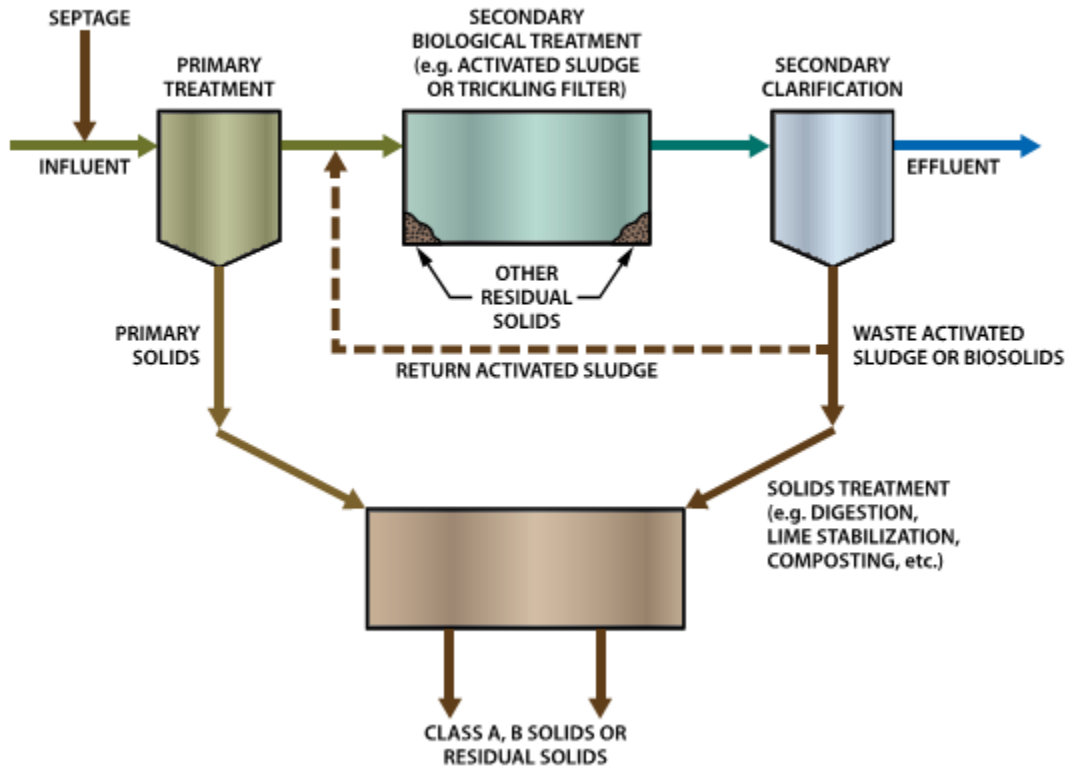 SEPTAGE
PRIMARY
TREATMENT
SECONDARY
BIOLOGICAL TREATMENT
(e.g. ACTIVATED SLUDGE
OR TRICKLING FILTER)
SECONDARY
CLARIFICATION
INFLUENT
EFFLUENT
OTHER
RESIDUAL
SOLIDS
PRIMARY
SOLIDS
RETURN ACTIVATED SLUDGE
WASTE ACTIVATED
SLUDGE OR BIOSOLIDS
SOLIDS TREATMENT
(e.g. DIGESTION,
LIME STABILIZATION,
COMPOSTING, etc.)
CLASS A, B SOLIDS OR
RESIDUAL SOLIDS